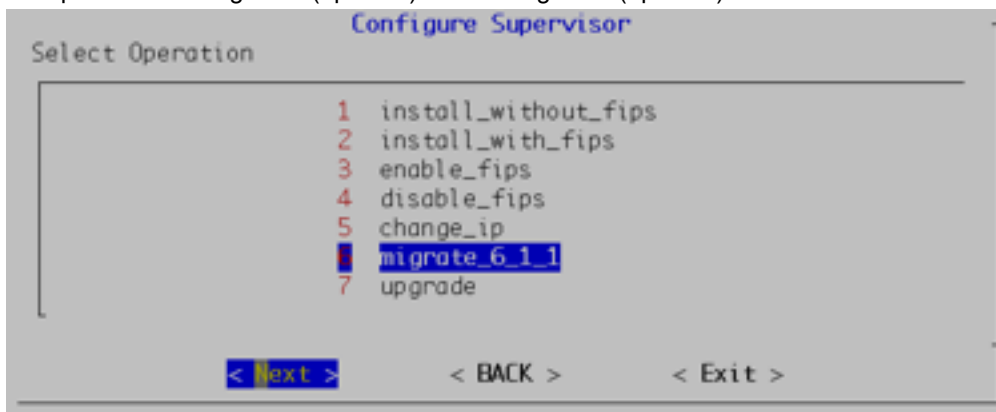 Configure Supervisor
Select Operation
1 install_without_fips
2 install_with_fips
3 enable_fips
4 disable_fips
5 change_ip
6 migrate_6_1_1
7 upgrade
< Next > < BACK > < Exit >